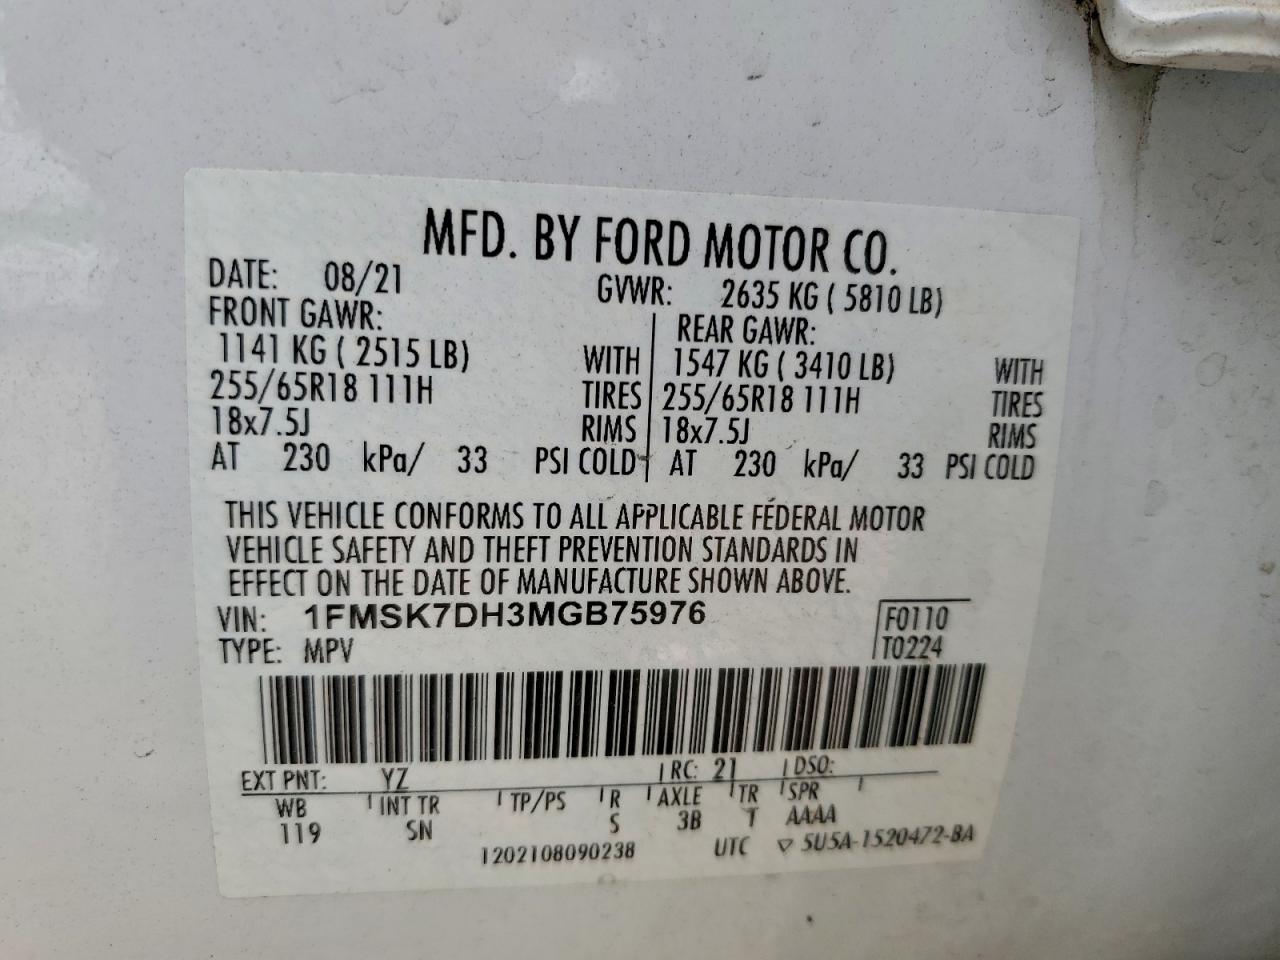 MFD. BY FORD MOTOR CO.
DATE: 08/21 GVWR: 2635 KG ( 5810 LB)
FRONT GAWR: REAR GAWR:
1141 KG ( 2515 LB) WITH 1547 KG ( 3410 LB) WITH
255/65R18 111H TIRES 255/65R18 111H TIRES
18x7.5J RIMS 18x7.5J RIMS
AT 230 kPa/ 33 PSI COLD AT 230 kPa/ 33 PSI COLD
THIS VEHICLE CONFORMS TO ALL APPLICABLE FEDERAL MOTOR
VEHICLE SAFETY AND THEFT PREVENTION STANDARDS IN
EFFECT ON THE DATE OF MANUFACTURE SHOWN ABOVE.
VIN: 1FMSK7DH3MGB75976 F0110
TYPE: MPV T0224
EXT PNT: YZ RC: 21 DSO:
WB INT TR TP/PS R AXLE TR SPR
119 SN S 3B T AAAA
1202108090238 UTC ▽ 5U5A-1520472-BA